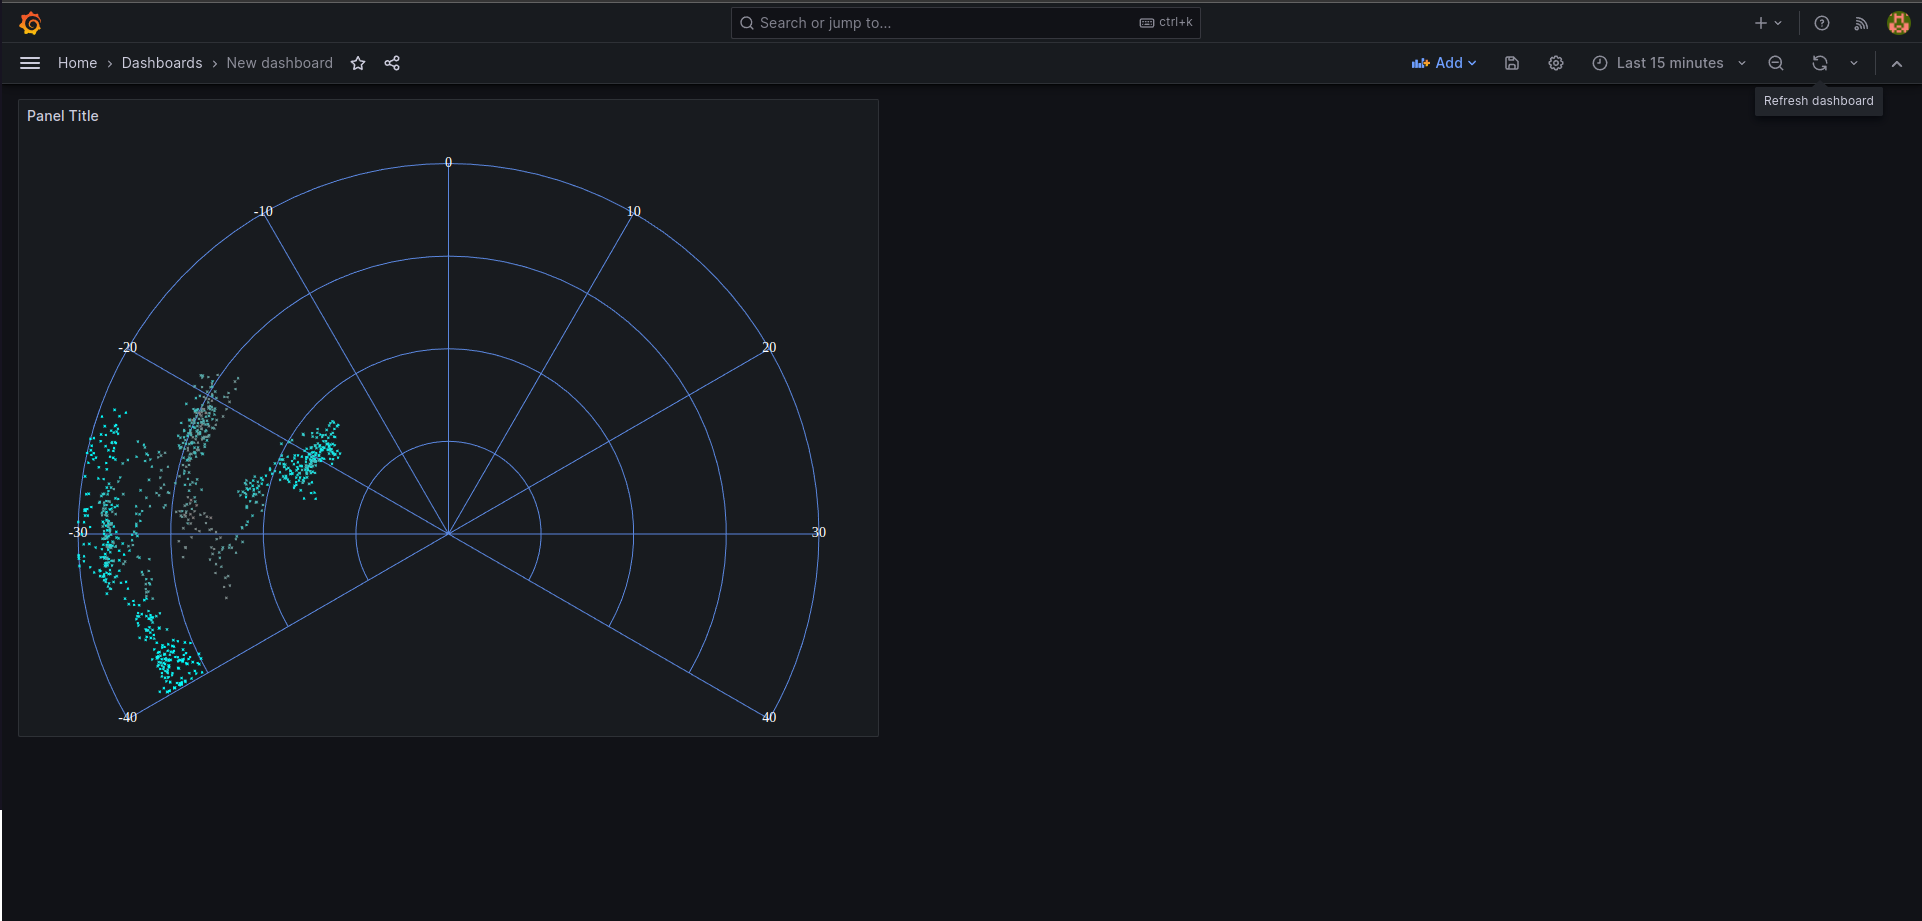 Search or jump to... ctrl+k
Home › Dashboards › New dashboard Add Last 15 minutes
Refresh dashboard
Panel Title
0
-10 10
-20 20
-30 30
-40 40